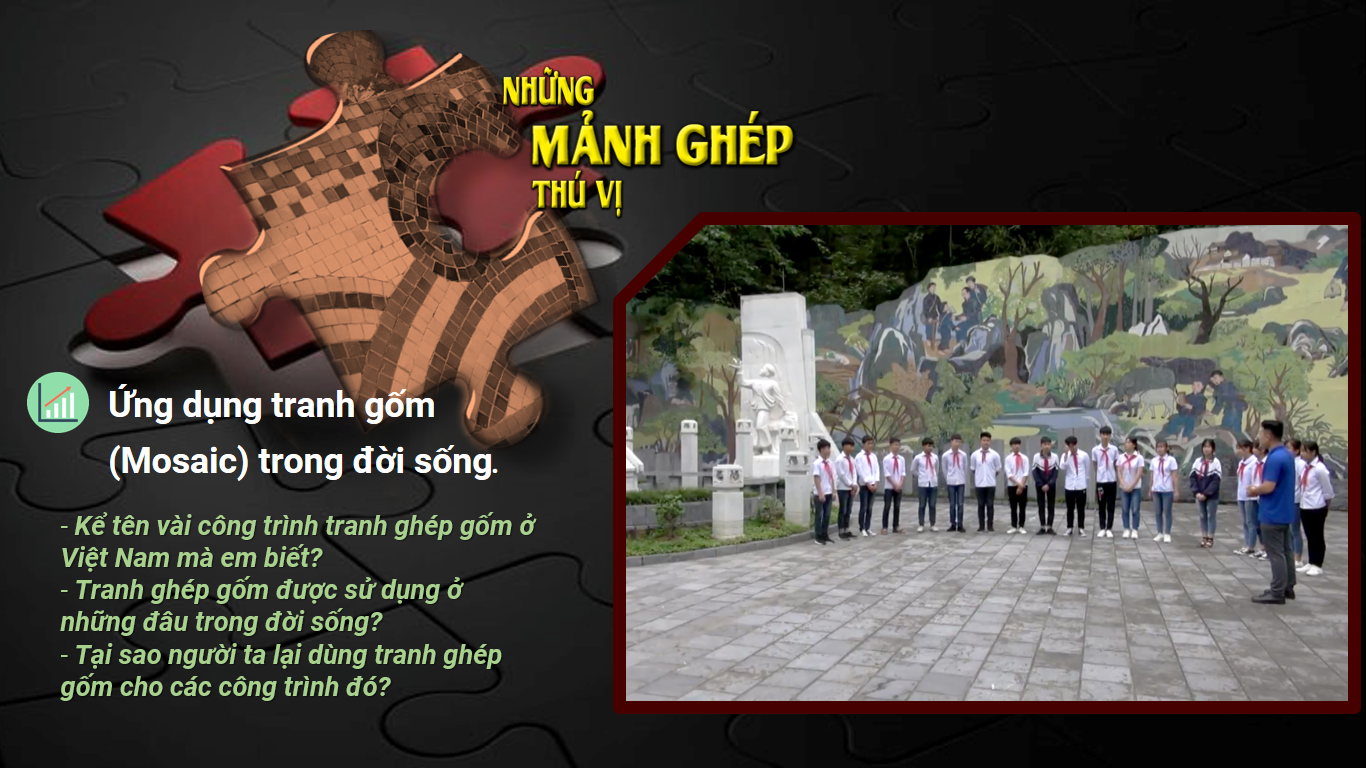 NHỮNG
MẢNH GHÉP
THÚ VỊ
Ứng dụng tranh gốm
(Mosaic) trong đời sống.
- Kể tên vài công trình tranh ghép gốm ở
Việt Nam mà em biết?
- Tranh ghép gốm được sử dụng ở
những đâu trong đời sống?
- Tại sao người ta lại dùng tranh ghép
gốm cho các công trình đó?